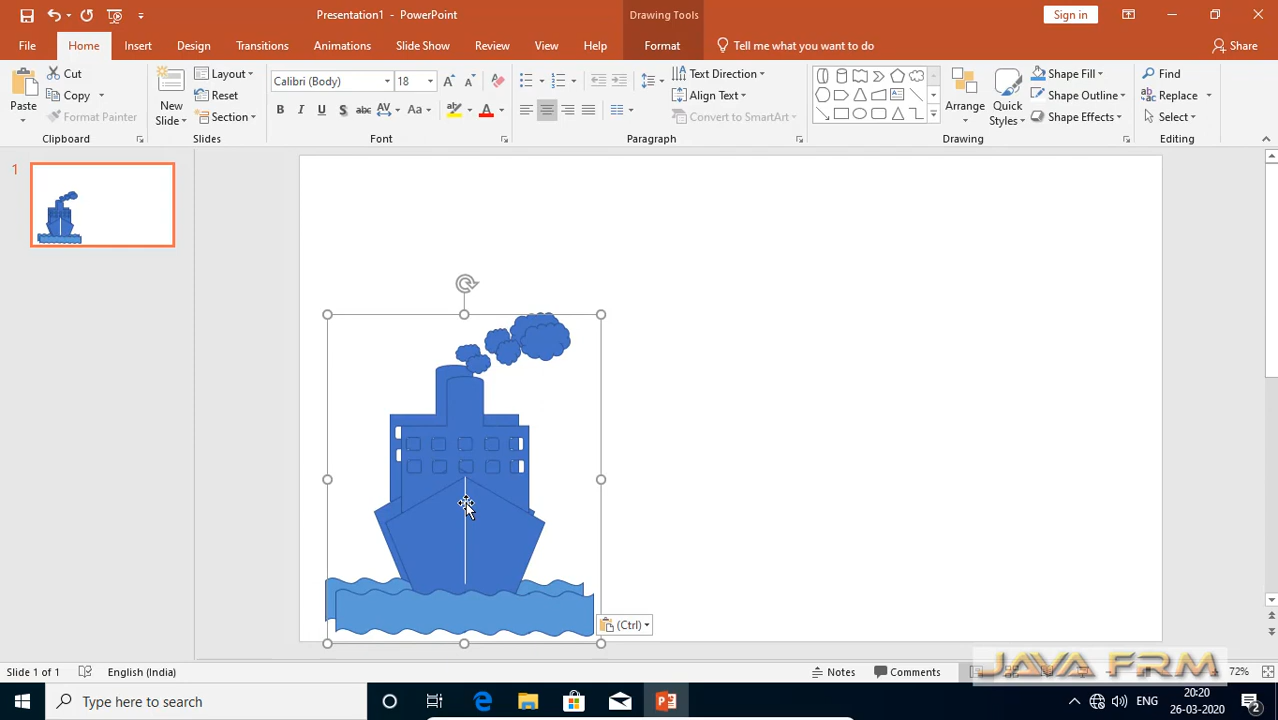 Presentation1 - PowerPoint
Drawing Tools
Sign in
File
Home
Insert
Design
Transitions
Animations
Slide Show
Review
View
Help
Format
Tell me what you want to do
Share
Paste
Cut
Copy
Format Painter
Clipboard
New
Slide
Layout
Reset
Section
Slides
Calibri (Body)
18
B
I
U
S
abc
AV
Aa
A
Font
Text Direction
Align Text
Convert to SmartArt
Paragraph
Arrange
Quick
Styles
Shape Fill
Shape Outline
Shape Effects
Drawing
Find
Replace
Select
Editing
1
(Ctrl)
Slide 1 of 1
English (India)
Notes
Comments
72%
JAVA FRM
Type here to search
ENG
20:20
26-03-2020
2